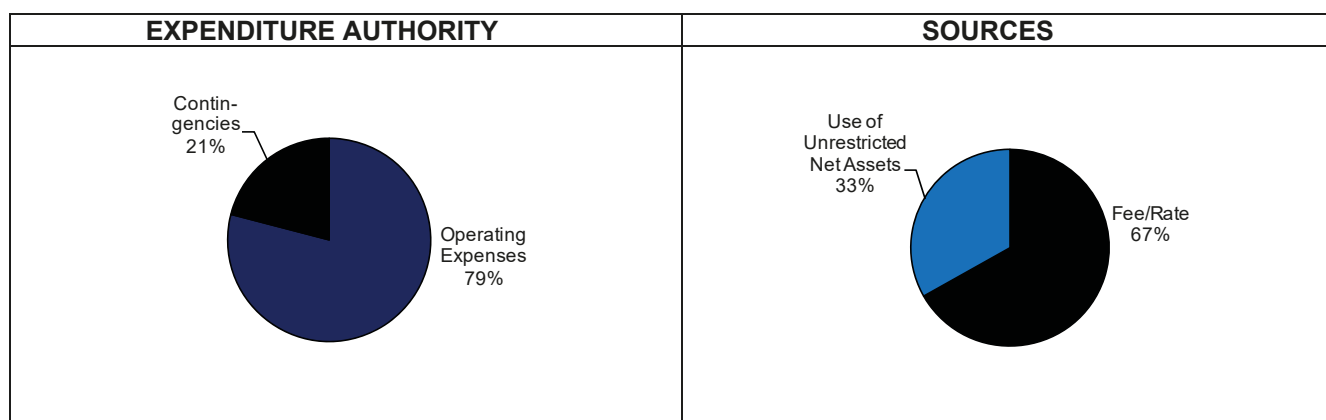 EXPENDITURE AUTHORITY
Contin-
gencies
21%
Operating
Expenses
79%
SOURCES
Use of
Unrestricted
Net Assets
33%
Fee/Rate
67%